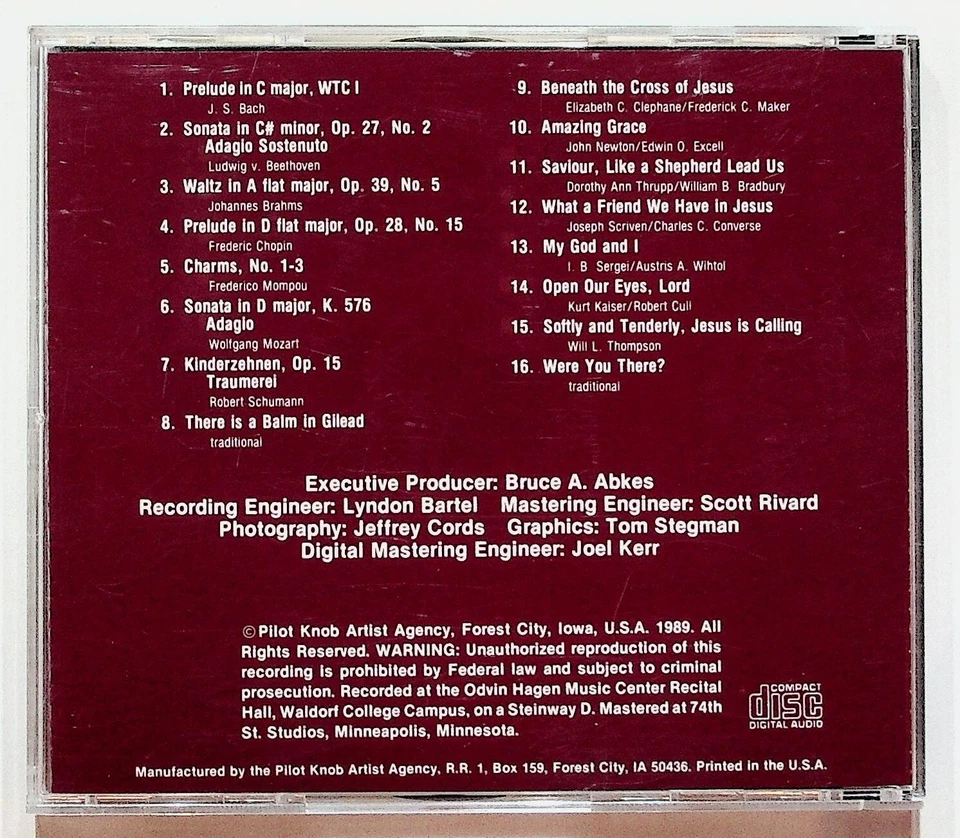 1. Prelude in C major, WTC I
J. S. Bach
2. Sonata in C# minor, Op. 27, No. 2
Adagio Sostenuto
Ludwig v. Beethoven
3. Waltz in A flat major, Op. 39, No. 5
Johannes Brahms
4. Prelude in D flat major, Op. 28, No. 15
Frederic Chopin
5. Charms, No. 1-3
Frederico Mompou
6. Sonata in D major, K. 576
Adagio
Wolfgang Mozart
7. Kinderzehnen, Op. 15
Traumerei
Robert Schumann
8. There is a Balm in Gilead
traditional
9. Beneath the Cross of Jesus
Elizabeth C. Clephane/Frederick C. Maker
10. Amazing Grace
John Newton/Edwin O. Excell
11. Saviour, Like a Shepherd Lead Us
Dorothy Ann Thrupp/William B. Bradbury
12. What a Friend We Have in Jesus
Joseph Scriven/Charles C. Converse
13. My God and I
I. B Sergei/Austris A. Wihtol
14. Open Our Eyes, Lord
Kurt Kaiser/Robert Cull
15. Softly and Tenderly, Jesus is Calling
Will L. Thompson
16. Were You There?
traditional
Executive Producer: Bruce A. Abkes
Recording Engineer: Lyndon Bartel Mastering Engineer: Scott Rivard
Photography: Jeffrey Cords Graphics: Tom Stegman
Digital Mastering Engineer: Joel Kerr
©Pilot Knob Artist Agency, Forest City, Iowa, U.S.A. 1989. All
Rights Reserved. WARNING: Unauthorized reproduction of this
recording is prohibited by Federal law and subject to criminal
prosecution. Recorded at the Odvin Hagen Music Center Recital
Hall, Waldorf College Campus, on a Steinway D. Mastered at 74th
St. Studios, Minneapolis, Minnesota.
COMPACT
disc
DIGITAL AUDIO
Manufactured by the Pilot Knob Artist Agency, R.R. 1, Box 159, Forest City, IA 50436. Printed in the U.S.A.